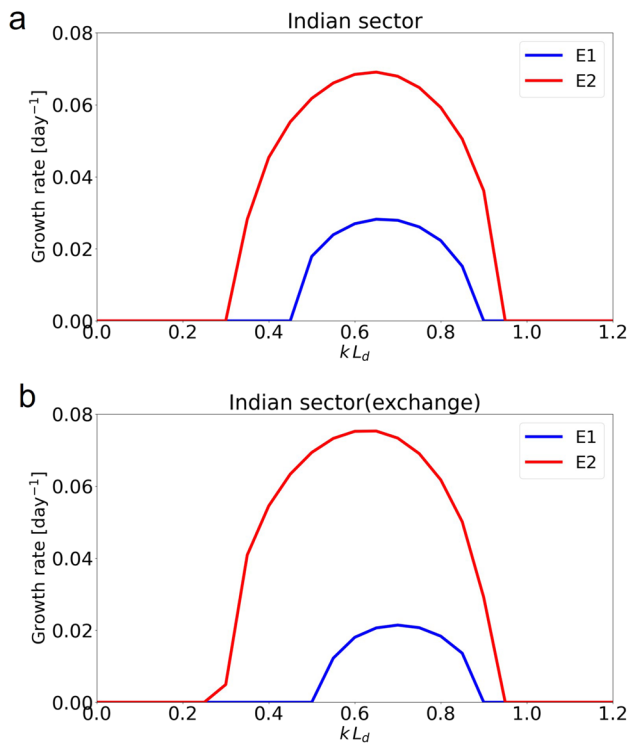 a
Indian sector
0.08
0.06
0.04
0.02
0.00
Growth rate [day⁻¹]
E1
E2
0.0 0.2 0.4 0.6 0.8 1.0 1.2
k L_d
b
Indian sector(exchange)
0.08
0.06
0.04
0.02
0.00
Growth rate [day⁻¹]
E1
E2
0.0 0.2 0.4 0.6 0.8 1.0 1.2
k L_d